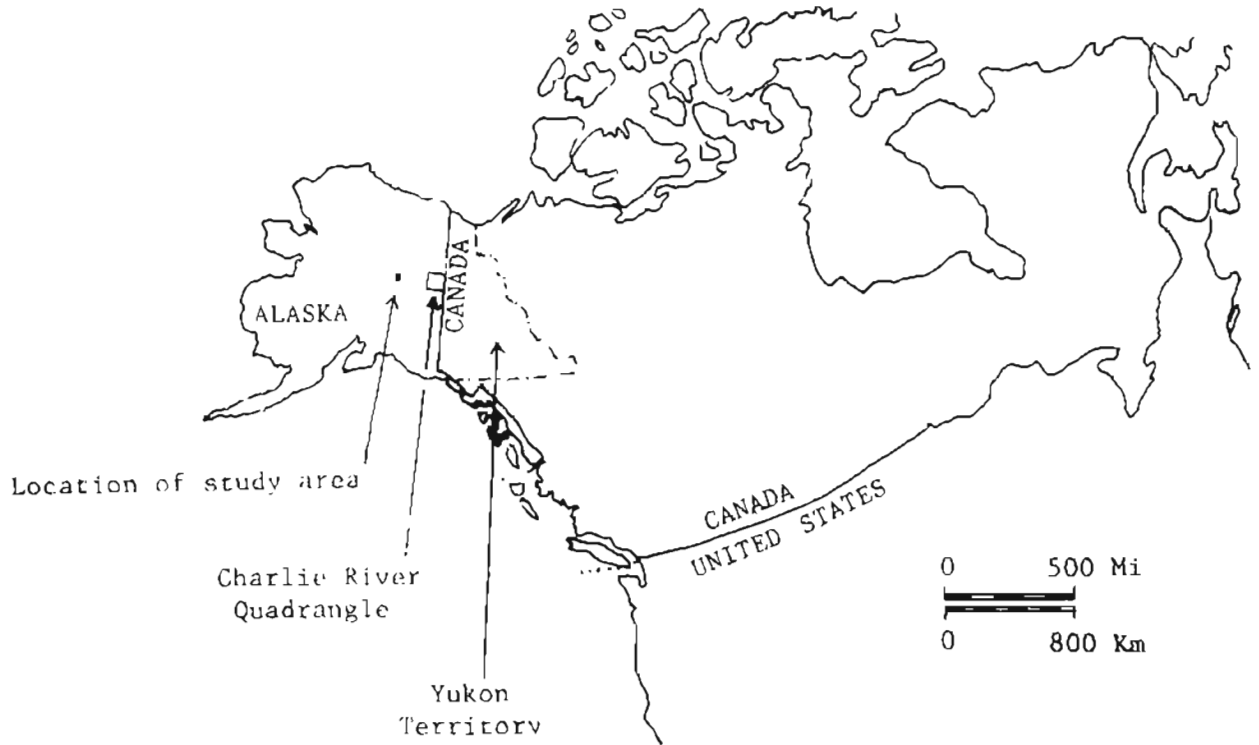 ALASKA
CANADA
Location of study area
Charlie River
Quadrangle
Yukon
Territory
CANADA
UNITED STATES
0 500 Mi
0 800 Km